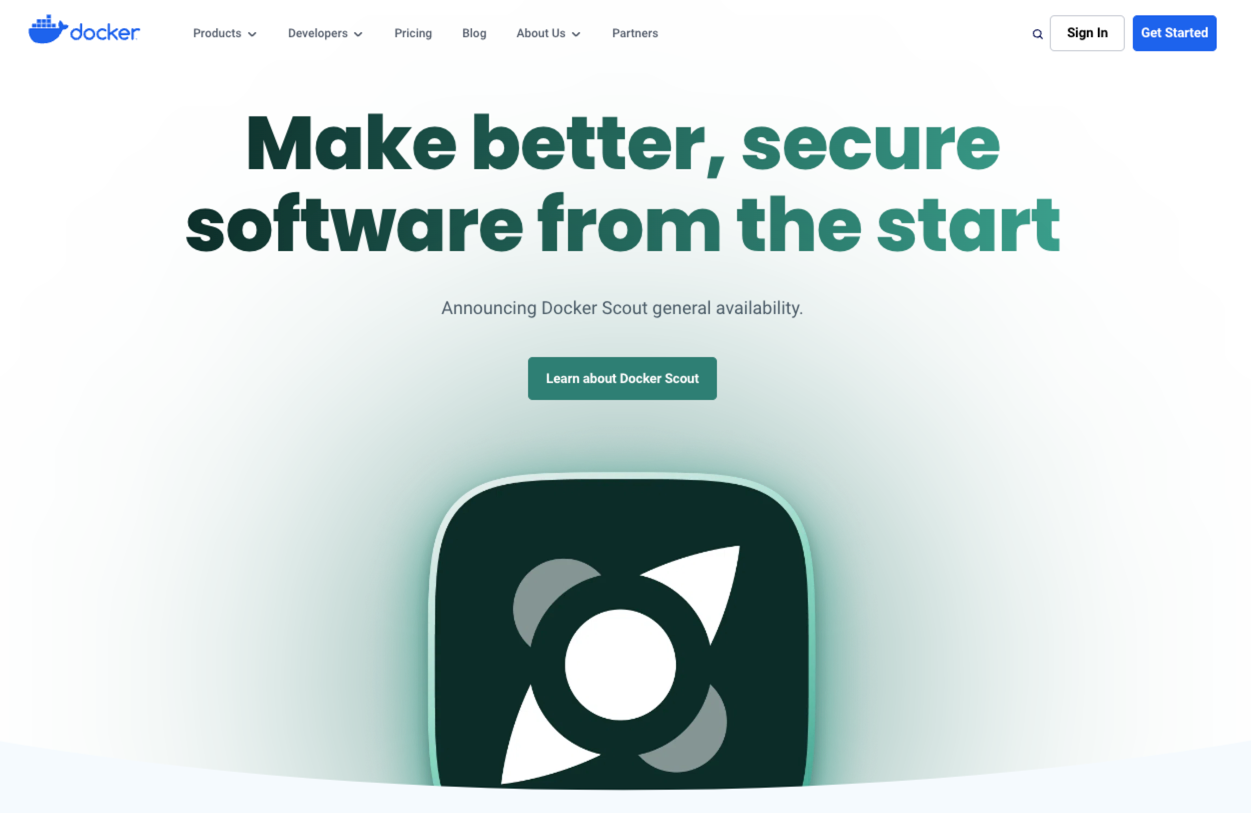 docker
Products
Developers
Pricing
Blog
About Us
Partners
Sign In
Get Started
Make better, secure
software from the start
Announcing Docker Scout general availability.
Learn about Docker Scout